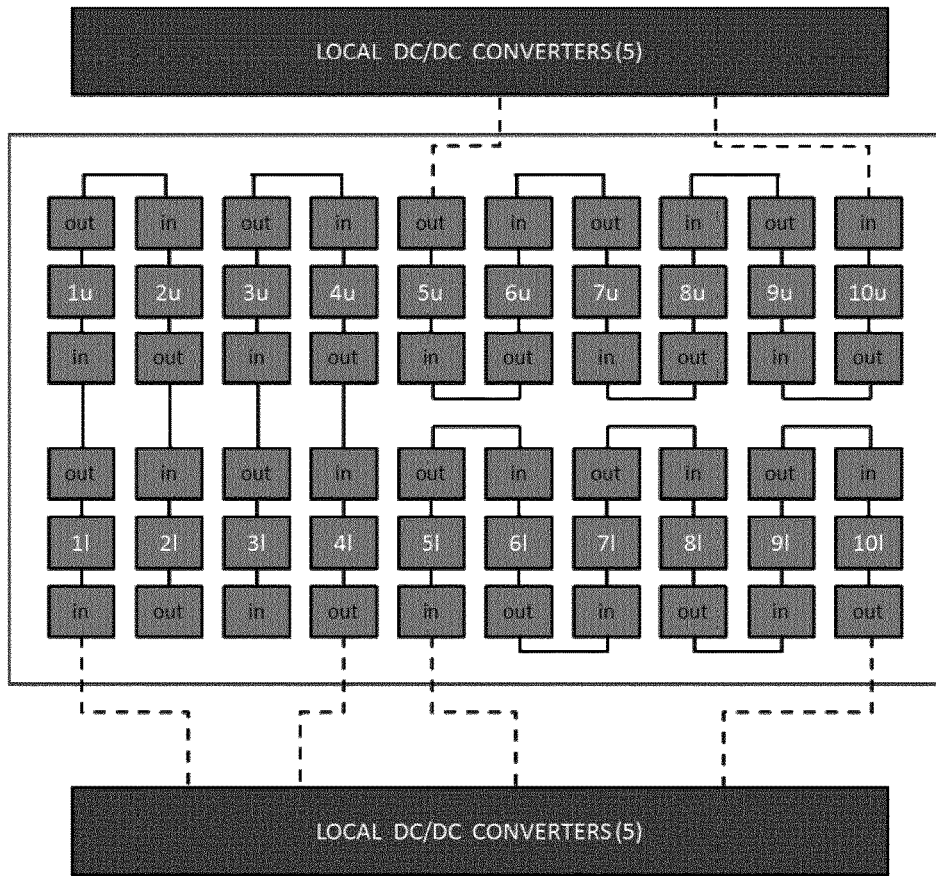 LOCAL DC/DC CONVERTERS(5)
out in out in out in out in out in
1u 2u 3u 4u 5u 6u 7u 8u 9u 10u
in out in out in out in out in out
out in out in out in out in out in
1l 2l 3l 4l 5l 6l 7l 8l 9l 10l
in out in out in out in out in out
LOCAL DC/DC CONVERTERS(5)